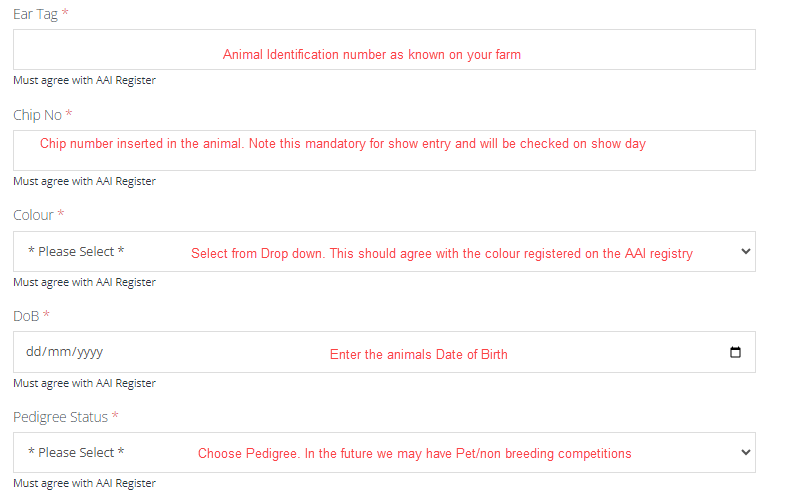 Ear Tag *
Animal Identification number as known on your farm
Must agree with AAI Register
Chip No *
Chip number inserted in the animal. Note this mandatory for show entry and will be checked on show day
Must agree with AAI Register
Colour *
* Please Select * Select from Drop down. This should agree with the colour registered on the AAI registry
Must agree with AAI Register
DoB *
dd/mm/yyyy Enter the animals Date of Birth
Must agree with AAI Register
Pedigree Status *
* Please Select * Choose Pedigree. In the future we may have Pet/non breeding competitions
Must agree with AAI Register